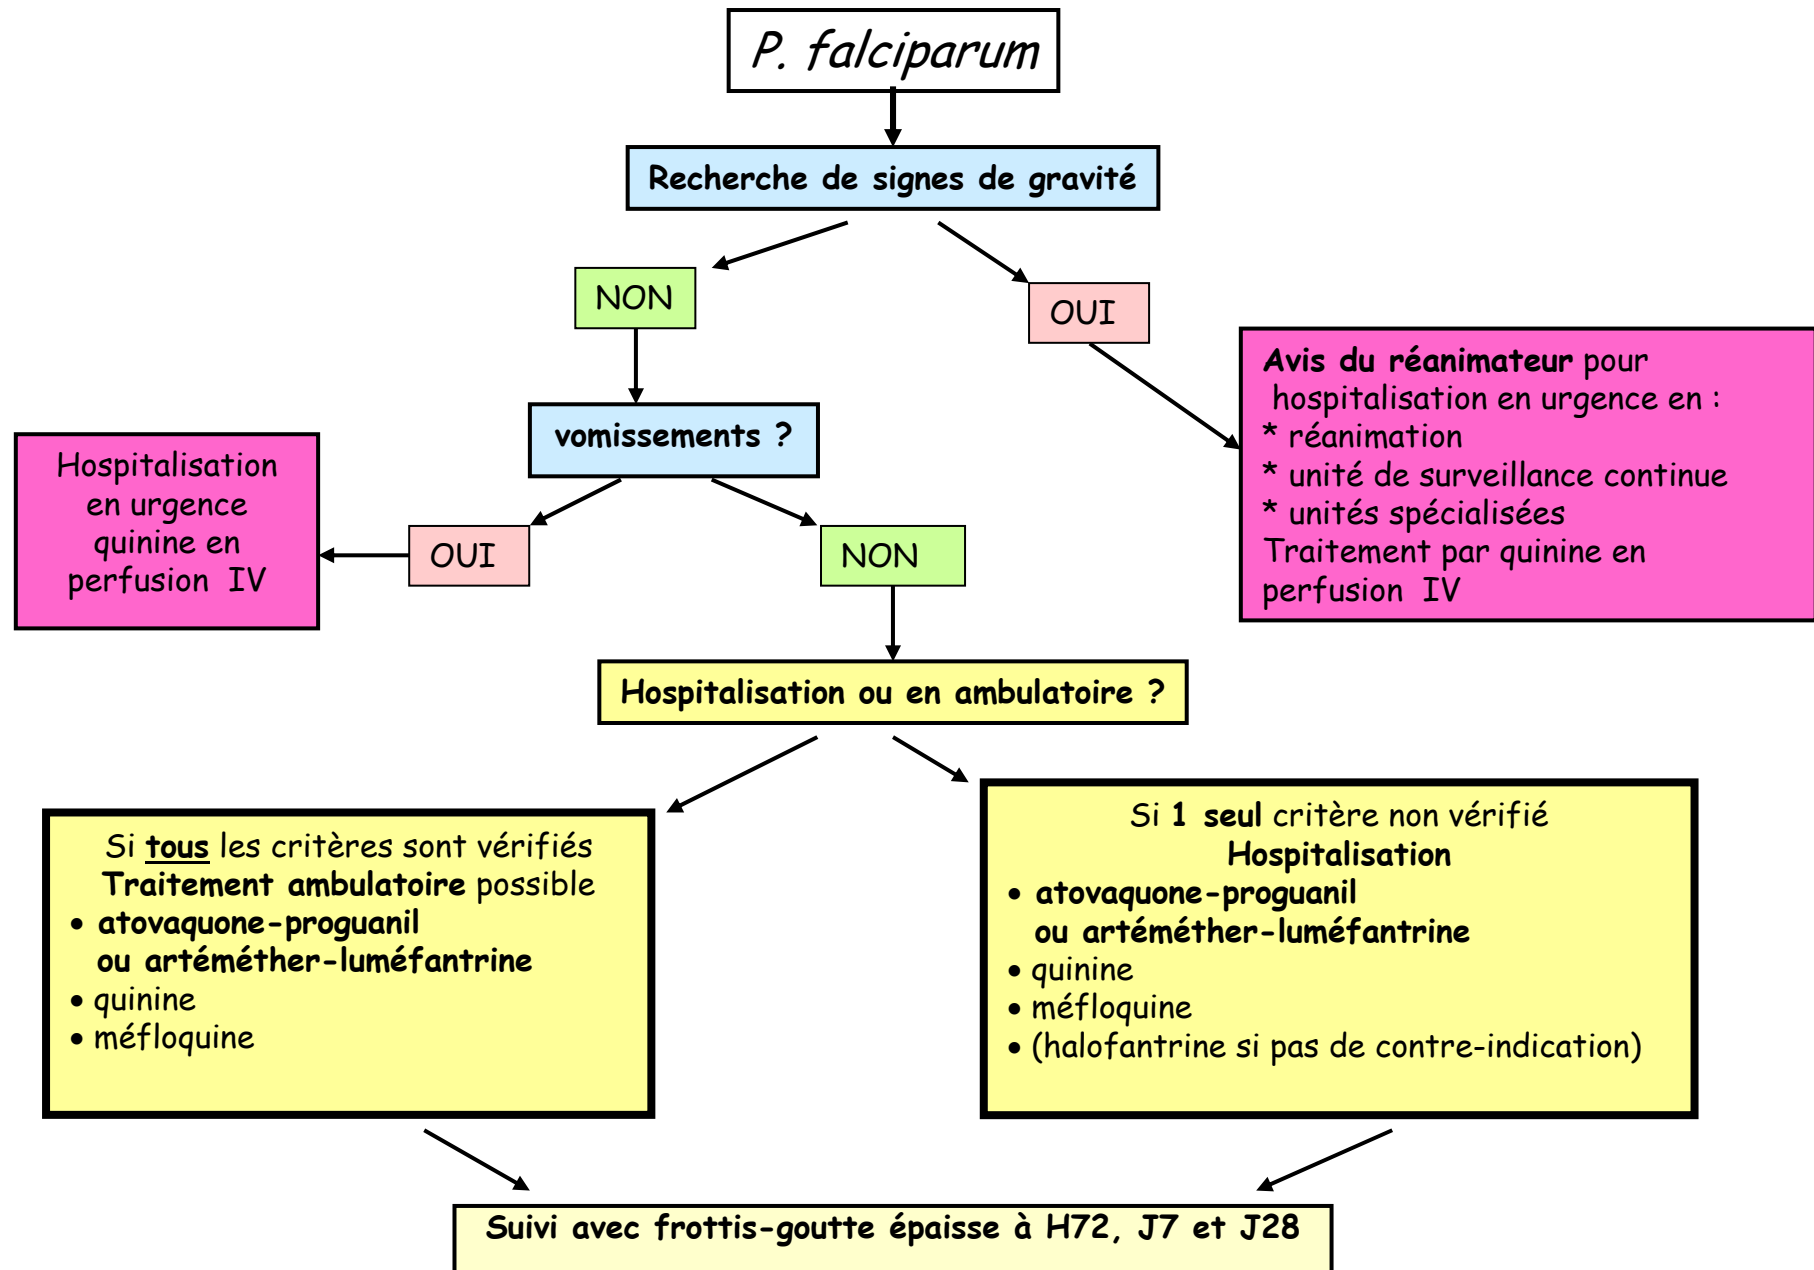 P. falciparum
Recherche de signes de gravité
NON
OUI
Avis du réanimateur pour
hospitalisation en urgence en :
* réanimation
* unité de surveillance continue
* unités spécialisées
Traitement par quinine en
perfusion IV
vomissements ?
Hospitalisation
en urgence
quinine en
perfusion IV
OUI
NON
Hospitalisation ou en ambulatoire ?
Si tous les critères sont vérifiés
Traitement ambulatoire possible
• atovaquone-proguanil
ou artéméther-luméfantrine
• quinine
• méfloquine
Si 1 seul critère non vérifié
Hospitalisation
• atovaquone-proguanil
ou artéméther-luméfantrine
• quinine
• méfloquine
• (halofantrine si pas de contre-indication)
Suivi avec frottis-goutte épaisse à H72, J7 et J28